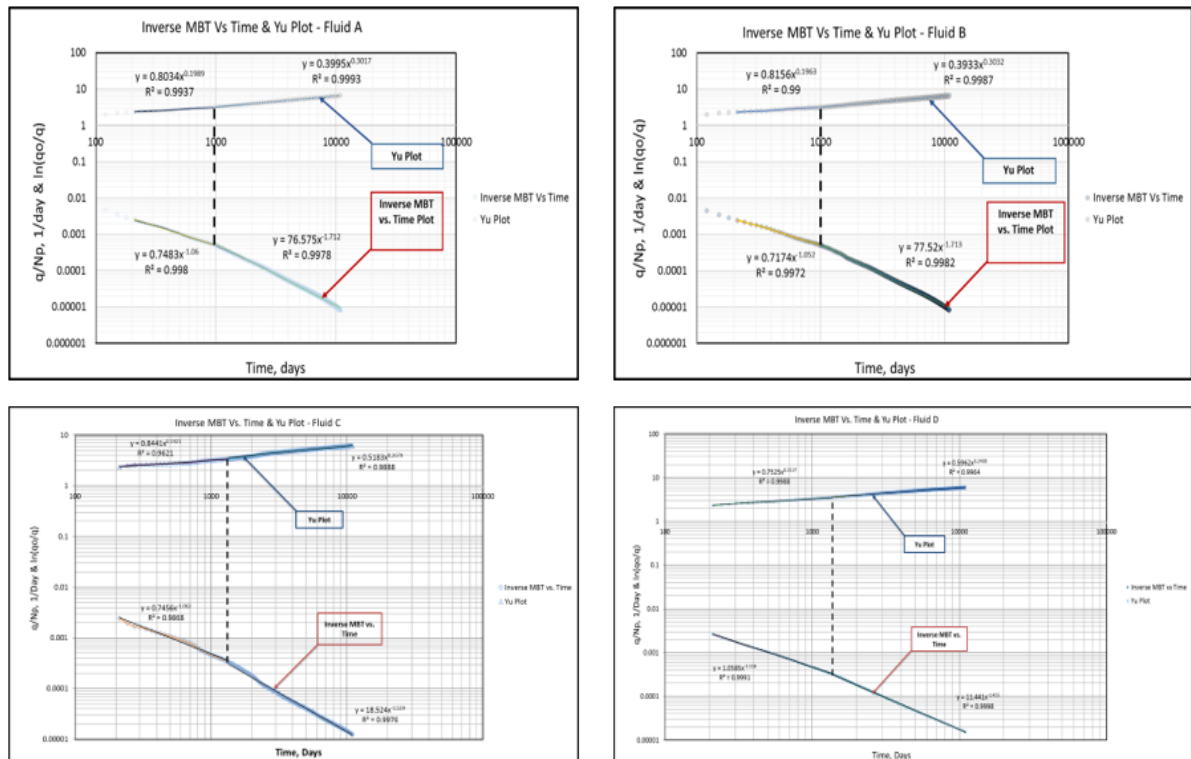 Inverse MBT Vs Time & Yu Plot - Fluid A
q/Np, 1/day & ln(qo/q)
100
10
1
0.1
0.01
0.001
0.0001
0.00001
0.000001
y = 0.8034x^0.1989
R² = 0.9937
y = 0.3995x^0.3017
R² = 0.9993
100
1000
10000
100000
Yu Plot
Inverse MBT
vs. Time Plot
y = 0.7483x^-1.06
R² = 0.998
y = 76.575x^-1.712
R² = 0.9978
Inverse MBT Vs Time
Yu Plot
Time, days
Inverse MBT Vs Time & Yu Plot - Fluid B
q/Np, 1/day & ln(qo/q)
100
10
1
0.1
0.01
0.001
0.0001
0.00001
0.000001
y = 0.8156x^0.1963
R² = 0.99
y = 0.3933x^0.3032
R² = 0.9987
100
1000
10000
100000
Yu Plot
Inverse MBT
vs. Time Plot
y = 0.7174x^-1.052
R² = 0.9972
y = 77.52x^-1.713
R² = 0.9982
Inverse MBT Vs Time
Yu Plot
Time, days
Inverse MBT Vs. Time & Yu Plot - Fluid C
q/Np, 1/Day & ln(qo/q)
10
1
0.1
0.01
0.001
0.0001
0.00001
R² = 0.9621
R² = 0.9888
100
1000
10000
100000
Yu Plot
Inverse MBT vs.
Time
R² = 0.9868
R² = 0.9976
Inverse MBT vs. Time
Yu Plot
Time, Days
Inverse MBT Vs. Time & Yu Plot - Fluid D
q/Np, 1/Day & ln(qo/q)
100
10
1
0.1
0.01
0.001
0.0001
0.00001
R² = 0.9964
100
1000
10000
100000
Yu Plot
Inverse MBT vs.
Time
R² = 0.9991
R² = 0.9998
Inverse MBT vs Time
Yu Plot
Time, Days